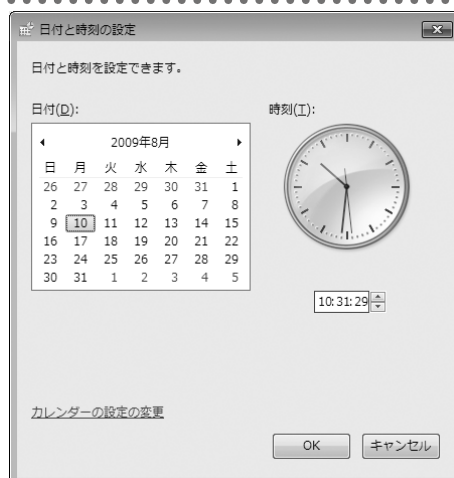 日付と時刻の設定
日付と時刻を設定できます。
日付(D):
時刻(T):
2009年8月
日 月 火 水 木 金 土
26 27 28 29 30 31 1
2 3 4 5 6 7 8
9 10 11 12 13 14 15
16 17 18 19 20 21 22
23 24 25 26 27 28 29
30 31 1 2 3 4 5
10:31:29
カレンダーの設定の変更
OK キャンセル